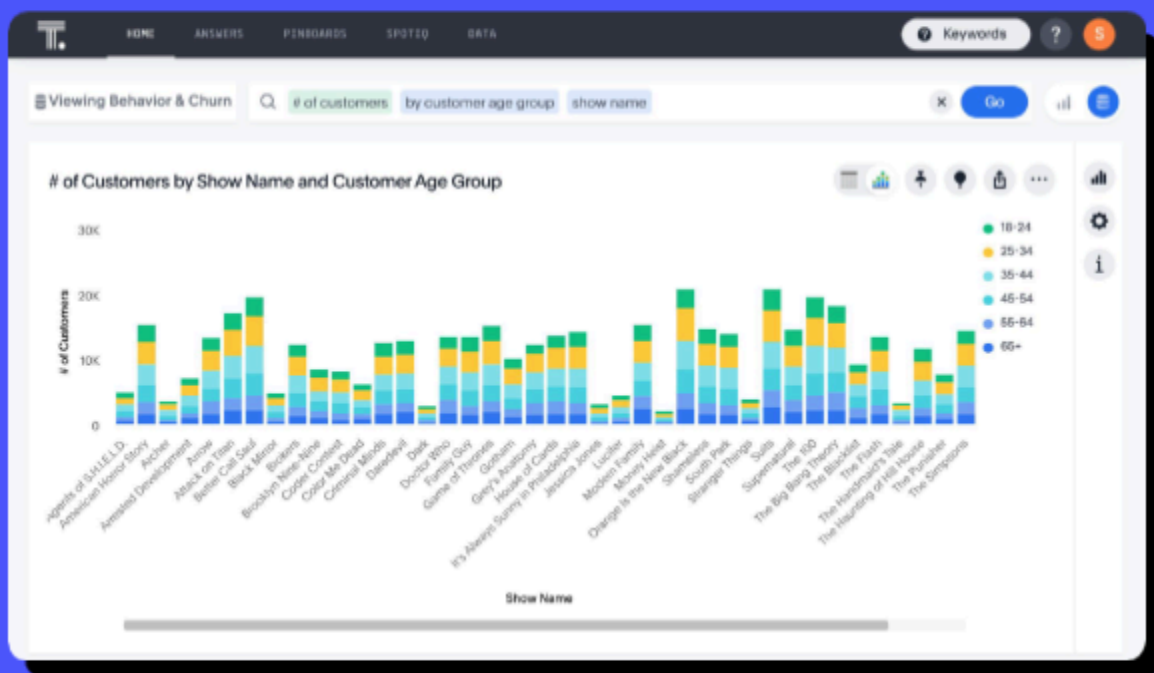 T.
HOME
ANSWERS
PINBOARDS
SPOTIQ
DATA
Keywords
?
S
Viewing Behavior & Churn
# of customers
by customer age group
show name
Go
# of Customers by Show Name and Customer Age Group
30K
20K
10K
0
# of Customers
18-24
25-34
35-44
45-54
55-64
65+
Agents of S.H.I.E.L.D.
American Horror Story
Archer
Arrested Development
Arrow
Attack on Titan
Better Call Saul
Black Mirror
Bickers
Brooklyn Nine-Nine
Coder Contest
Color Me Dead
Criminal Minds
Daredevil
Dark
Doctor Who
Family Guy
Game of Thrones
Gotham
Grey's Anatomy
House of Cards
It's Always Sunny in Philadelphia
Jessica Jones
Lucifer
Modern Family
Money Heist
Orange Is the New Black
Shameless
South Park
Stranger Things
Suits
Supernatural
The 100
The Big Bang Theory
The Blacklist
The Flash
The Handmaid's Tale
The Haunting of Hill House
The Punisher
The Simpsons
Show Name